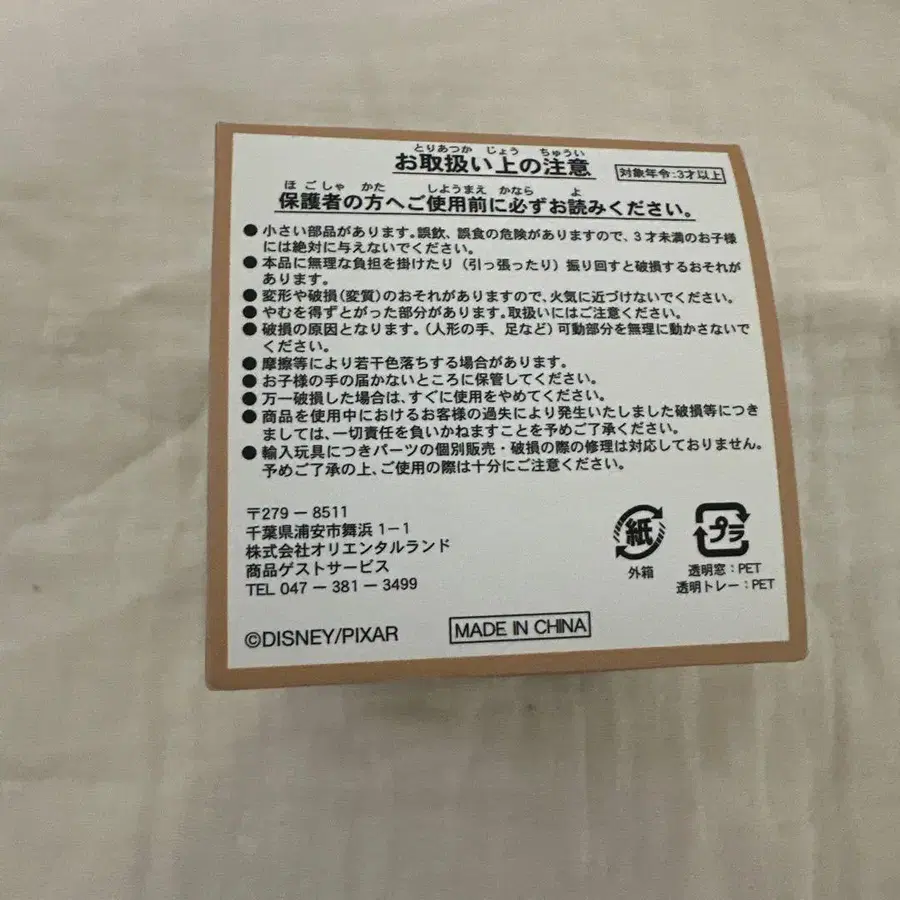 とりあつか じょう ちゅうい
お取扱い上の注意
対象年令:3才以上
ほごしゃ かた しようまえ かなら よ
保護者の方へご使用前に必ずお読みください。
●小さい部品があります。誤飲、誤食の危険がありますので、3才未満のお子様
には絶対に与えないでください。
●本品に無理な負担を掛けたり(引っ張ったり)振り回すと破損するおそれが
あります。
●変形や破損(変質)のおそれがありますので、火気に近づけないでください。
●やむを得ずとがった部分があります。取扱いにはご注意ください。
●破損の原因となります。(人形の手、足など)可動部分を無理に動かさないで
ください。
●摩擦等により若干色落ちする場合があります。
●お子様の手の届かないところに保管してください。
●万一破損した場合は、すぐに使用をやめてください。
●商品を使用中におけるお客様の過失により発生いたしました破損等につき
ましては、一切責任を負いかねますことを予めご了承ください。
●輸入玩具につきパーツの個別販売・破損の際の修理は対応しておりません。
予めご了承の上、ご使用の際は十分にご注意ください。
〒279-8511
千葉県浦安市舞浜1-1
株式会社オリエンタルランド
商品ゲストサービス
TEL 047-381-3499
紙
外箱
プラ
透明窓:PET
透明トレー:PET
©DISNEY/PIXAR
MADE IN CHINA